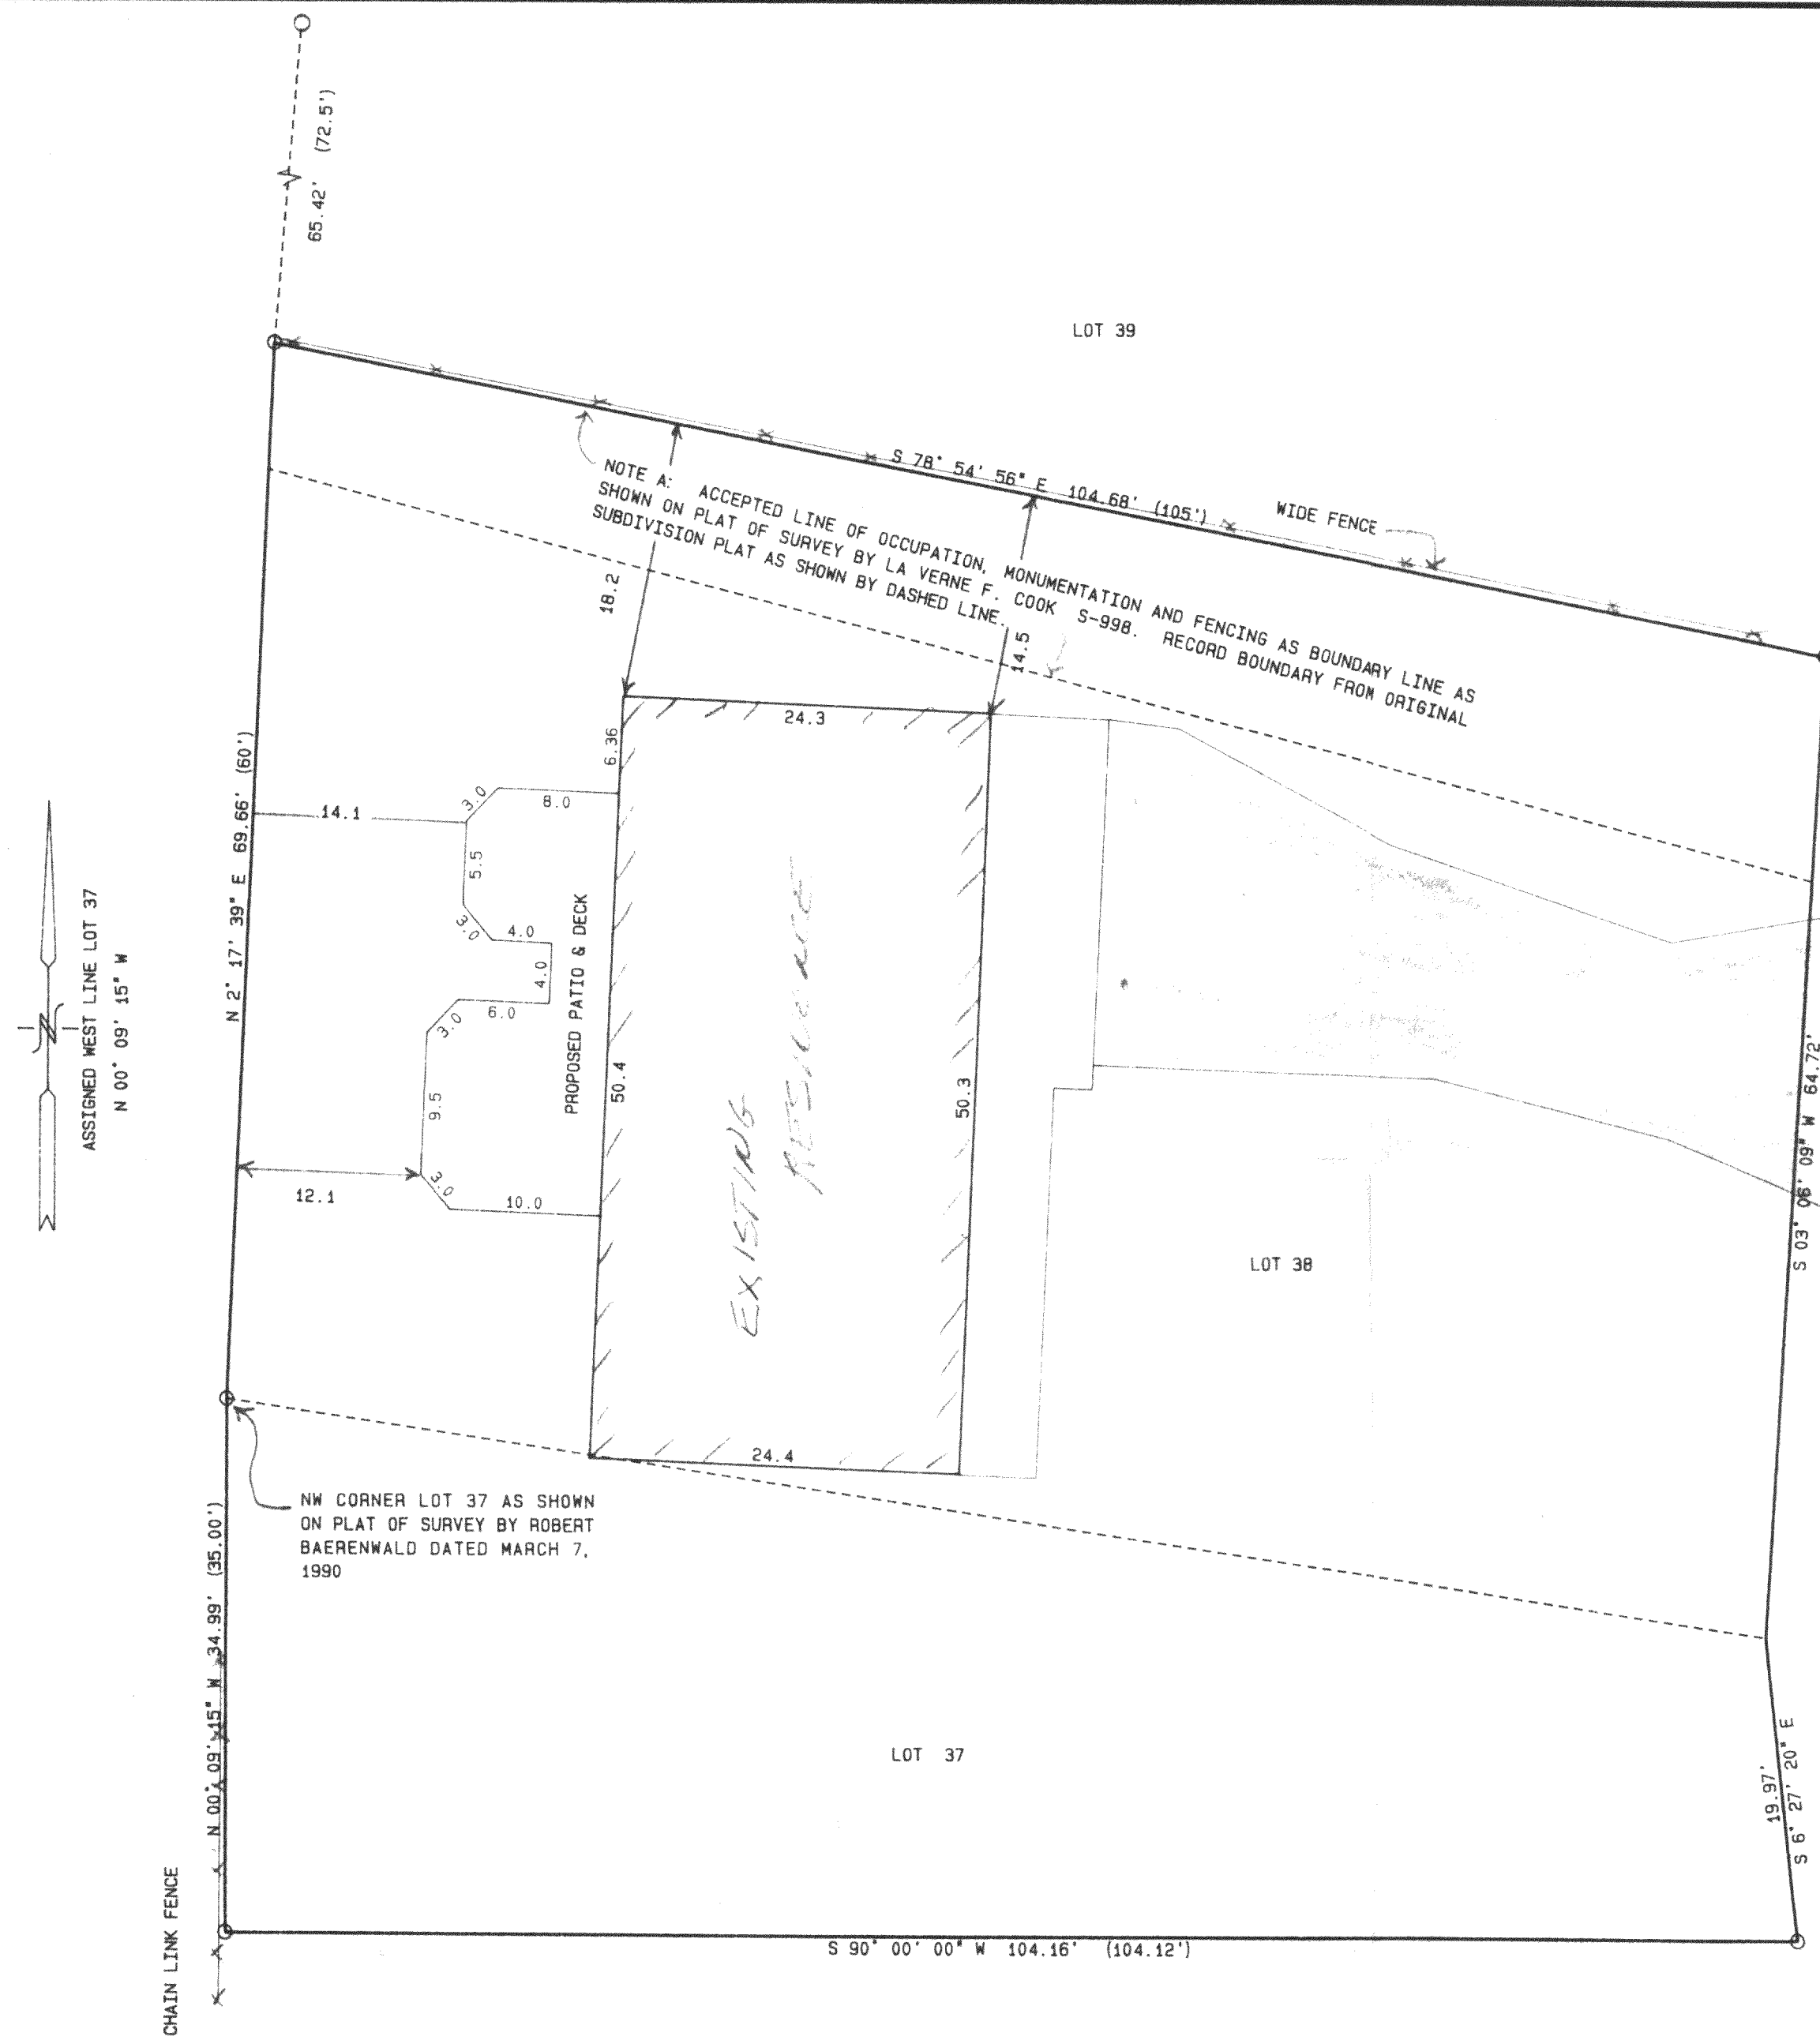 65.42' (72.5')
LOT 39
S 78° 54' 56" E 104.68' (105')
WIDE FENCE
NOTE A: ACCEPTED LINE OF OCCUPATION, MONUMENTATION AND FENCING AS BOUNDARY LINE AS
SHOWN ON PLAT OF SURVEY BY LA VERNE F. COOK S-998. RECORD BOUNDARY FROM ORIGINAL
SUBDIVISION PLAT AS SHOWN BY DASHED LINE.
18.2
14.5
24.3
6.36
N 2° 17' 39" E 69.66' (60')
14.1
3.0
8.0
5.5
3.0
4.0
4.0
6.0
3.0
9.5
3.0
10.0
12.1
PROPOSED PATIO & DECK
50.4
EXISTING
RESIDENCE
50.3
24.4
N
ASSIGNED WEST LINE LOT 37
N 00° 09' 15" W
LOT 38
S 03° 06' 09" W 64.72'
NW CORNER LOT 37 AS SHOWN
ON PLAT OF SURVEY BY ROBERT
BAERENWALD DATED MARCH 7,
1990
N 00° 09' 15" W 34.99' (35.00')
LOT 37
19.97'
S 6° 27' 20" E
CHAIN LINK FENCE
S 90° 00' 00" W 104.16' (104.12')